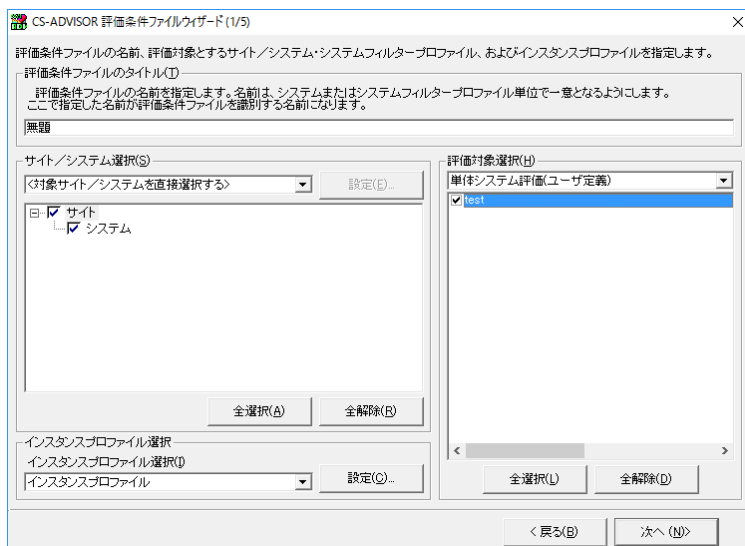 CS-ADVISOR 評価条件ファイルウィザード (1/5)
評価条件ファイルの名前、評価対象とするサイト／システム・システムフィルタープロファイル、およびインスタンスプロファイルを指定します。
評価条件ファイルのタイトル(T)
評価条件ファイルの名前を指定します。名前は、システムまたはシステムフィルタープロファイル単位で一意となるようにします。
ここで指定した名前が評価条件ファイルを識別する名前になります。
無題
サイト／システム選択(S)
<対象サイト／システムを直接選択する>
設定(E)...
サイト
システム
全選択(A)
全解除(R)
インスタンスプロファイル選択
インスタンスプロファイル選択(I)
インスタンスプロファイル
設定(C)...
評価対象選択(H)
単体システム評価(ユーザ定義)
test
全選択(L)
全解除(D)
< 戻る(B)
次へ (N)>